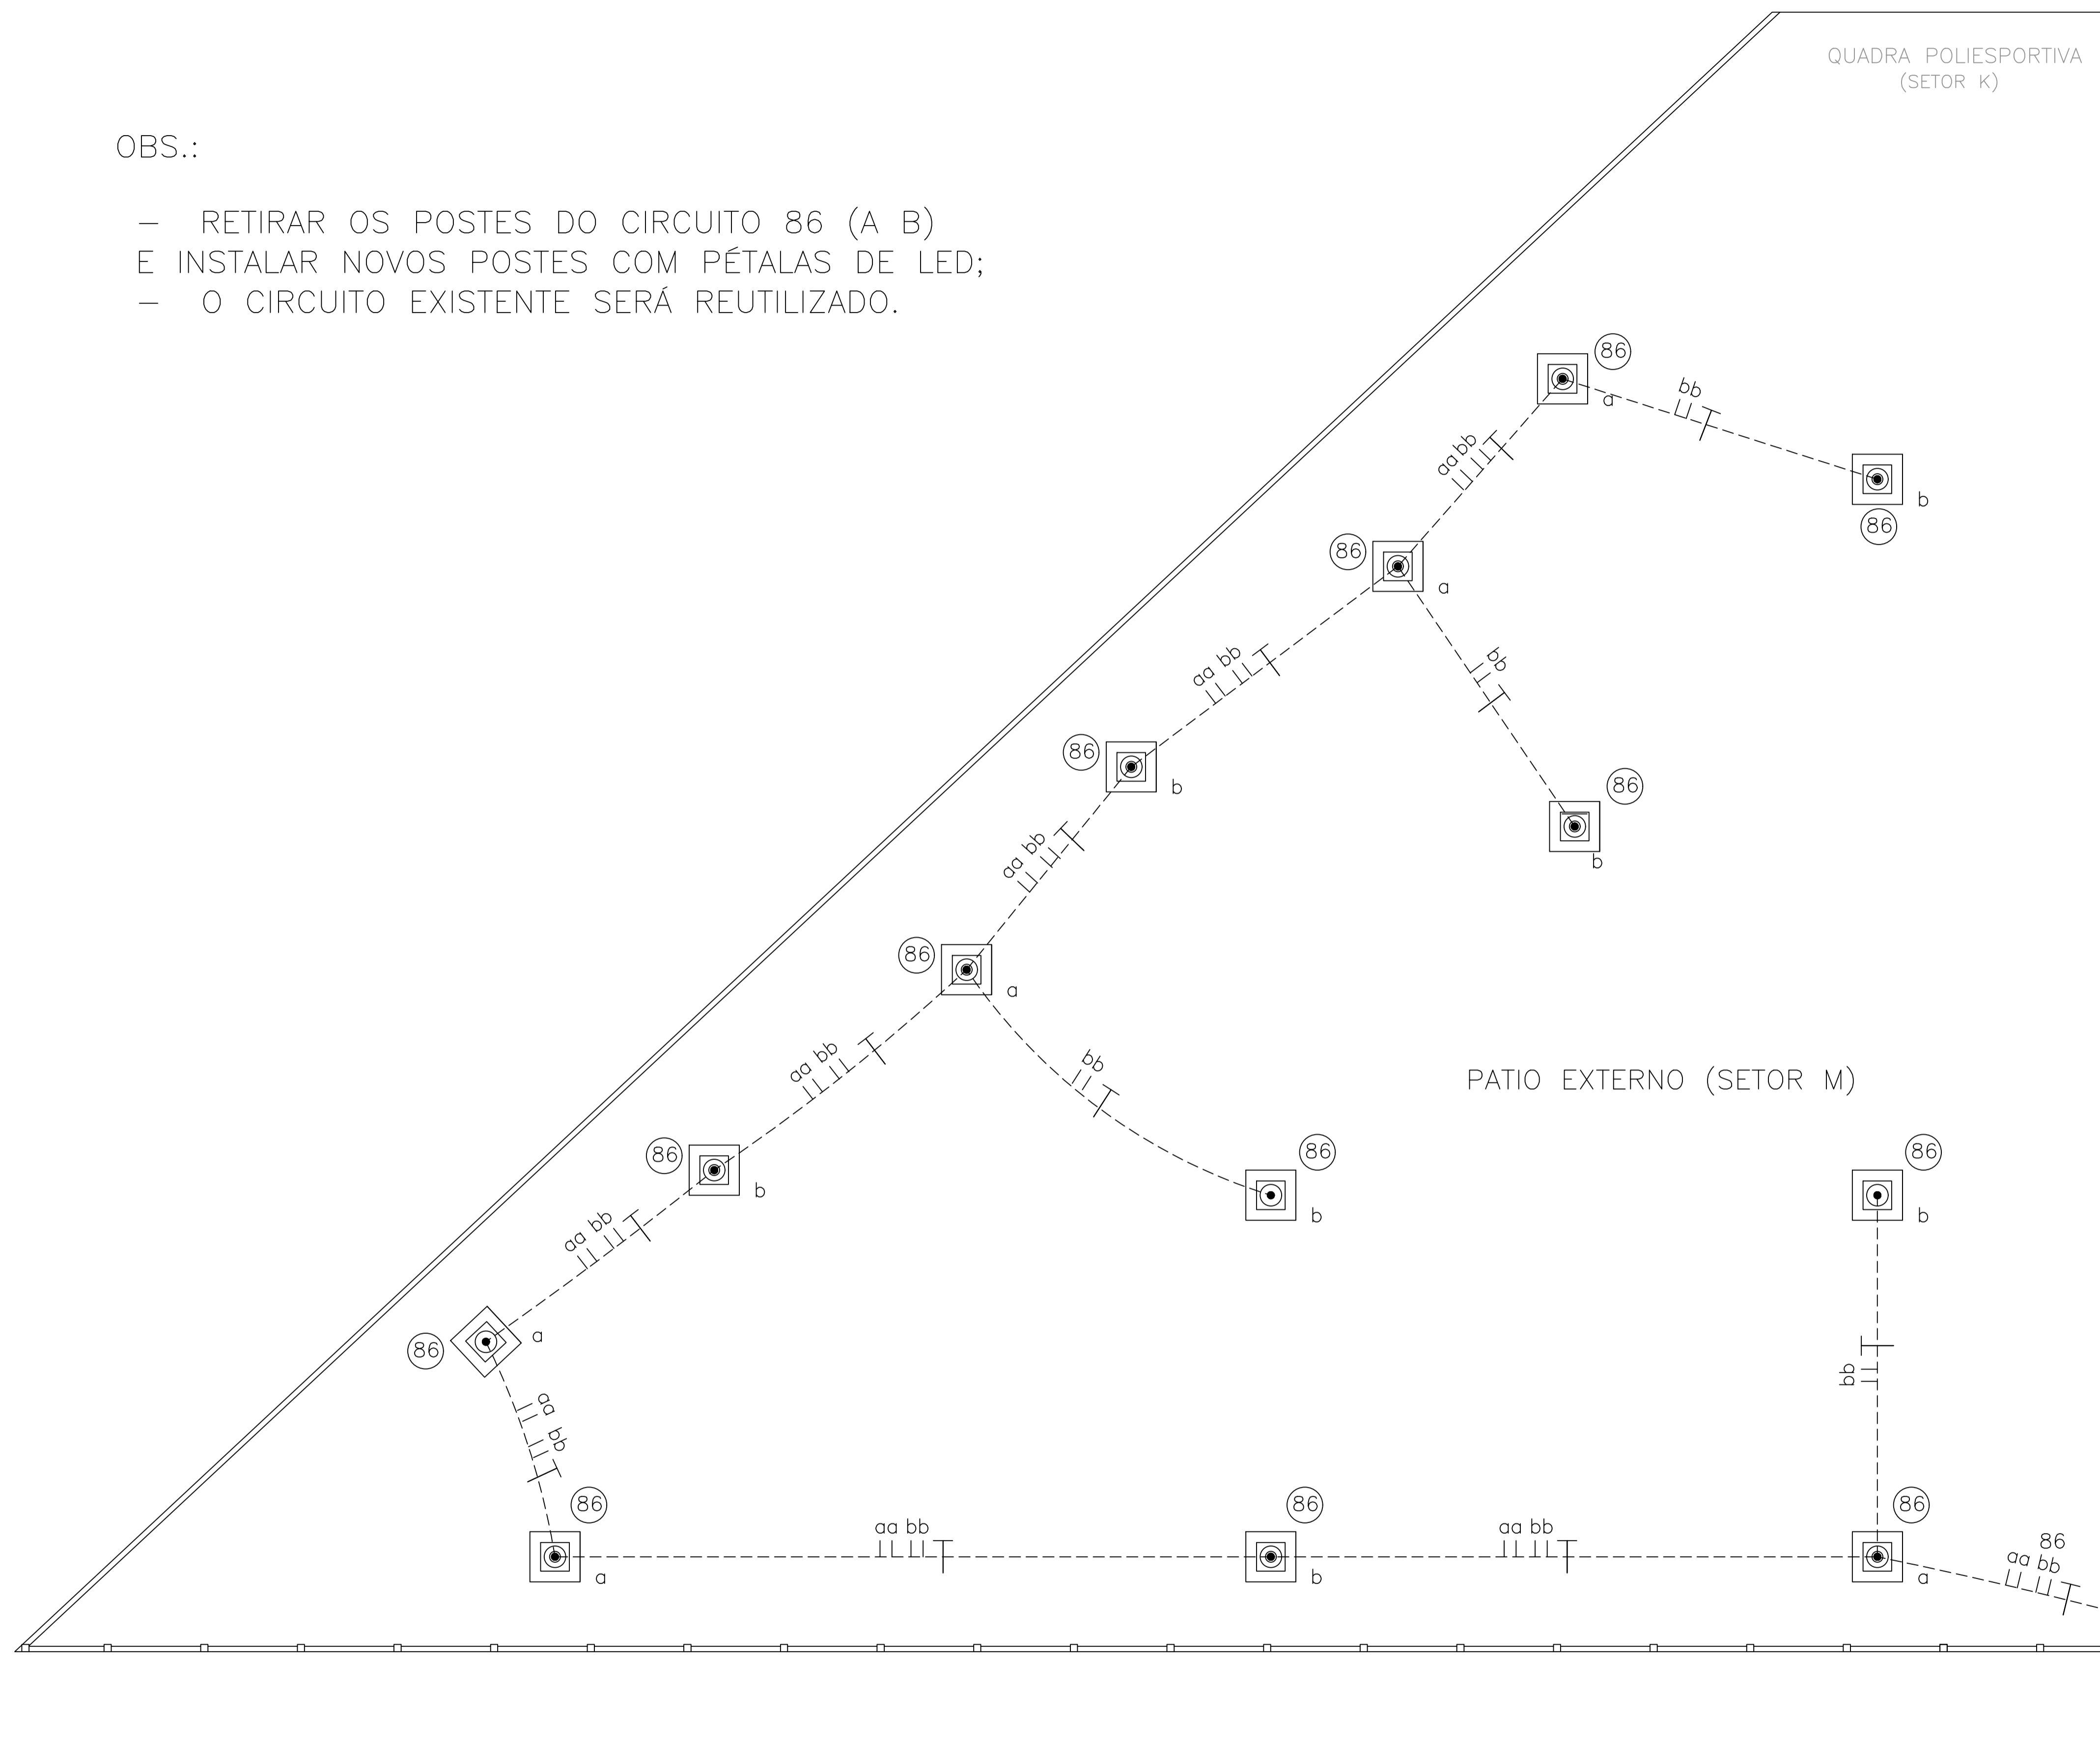 QUADRA POLIESPORTIVA
(SETOR K)
OBS.:
— RETIRAR OS POSTES DO CIRCUITO 86 (A B)
E INSTALAR NOVOS POSTES COM PÉTALAS DE LED;
— O CIRCUITO EXISTENTE SERÁ REUTILIZADO.
86
a
bb
aabb
b
86
86
a
aa bb
bb
86
b
86
b
aa bb
86
a
aa bb
bb
PATIO EXTERNO (SETOR M)
86
b
86
b
86
b
aa bb
86
a
bb
aa bb
86
a
aa bb
86
b
aa bb
86
a
86
aa bb